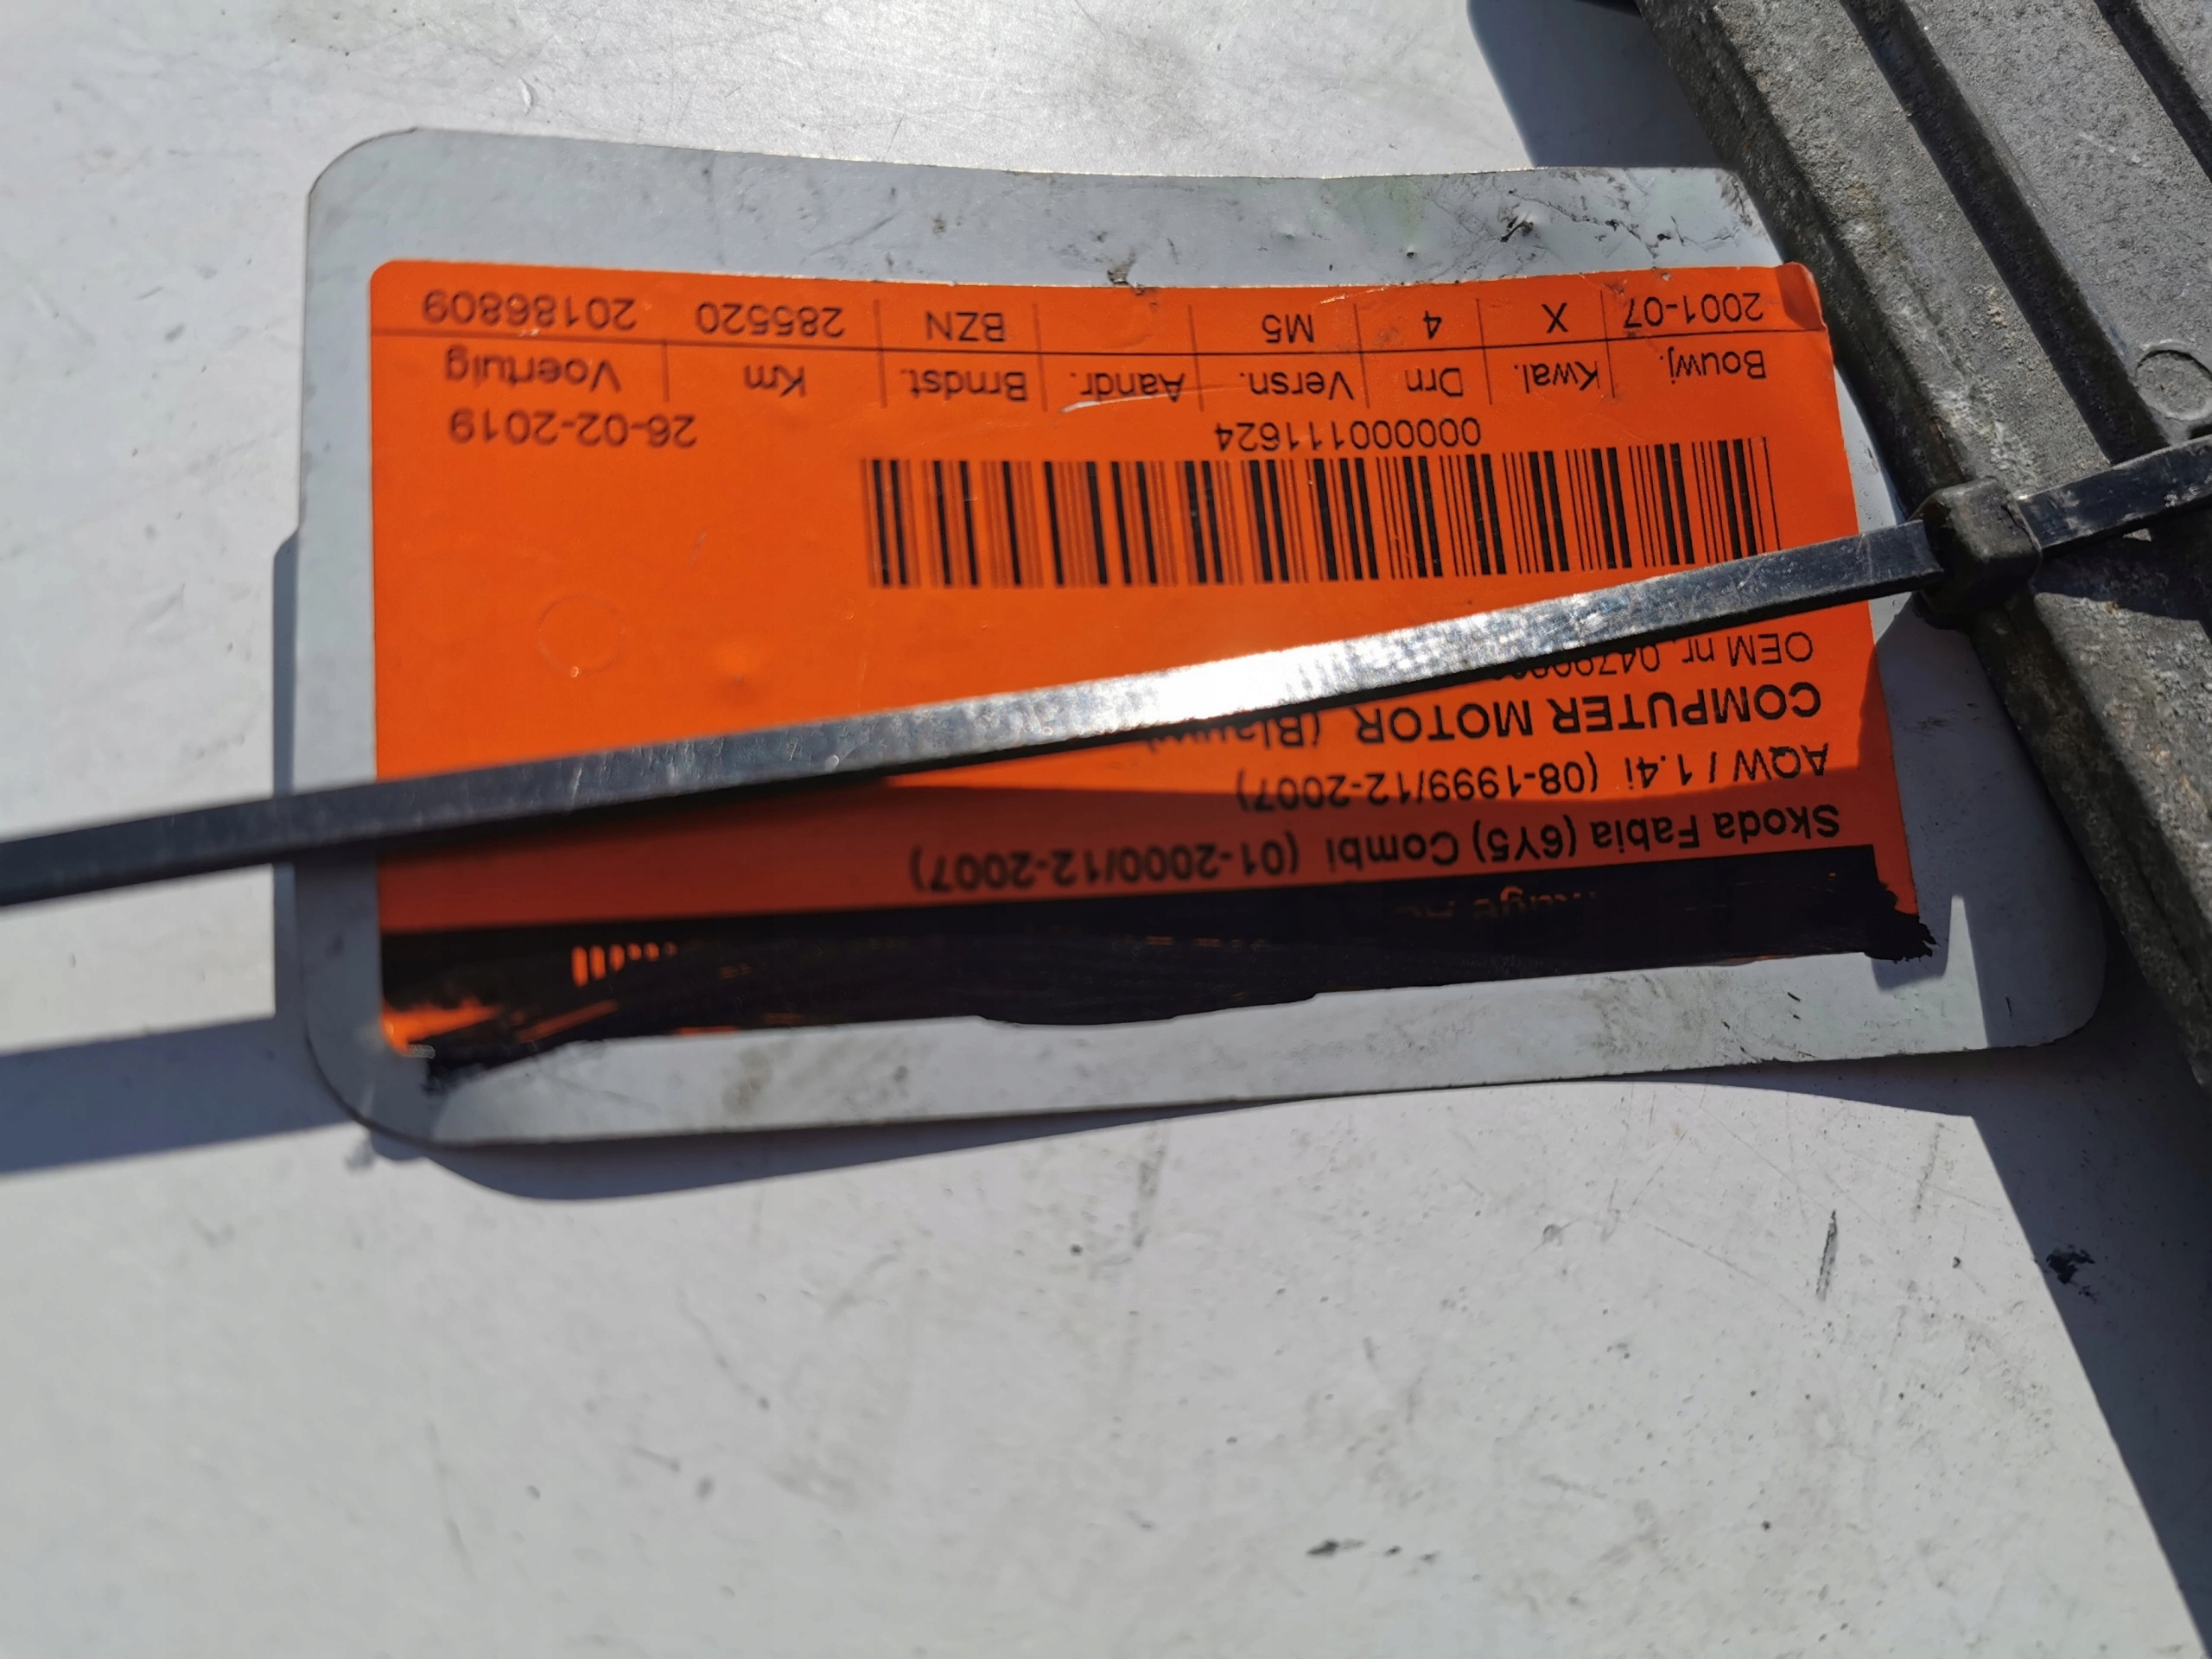 Skoda Fabia (6Y5) Combi (01-2000/12-2007)
AQW / 1.4i (08-1999/12-2007)
COMPUTER MOTOR
OEM nr.
000000111624
26-02-2019
Bouwj. Kwal. Drn Versn. Aandr. Brndst. Km Voertuig
2001-07 X 4 M5 BZN 285520 20186809